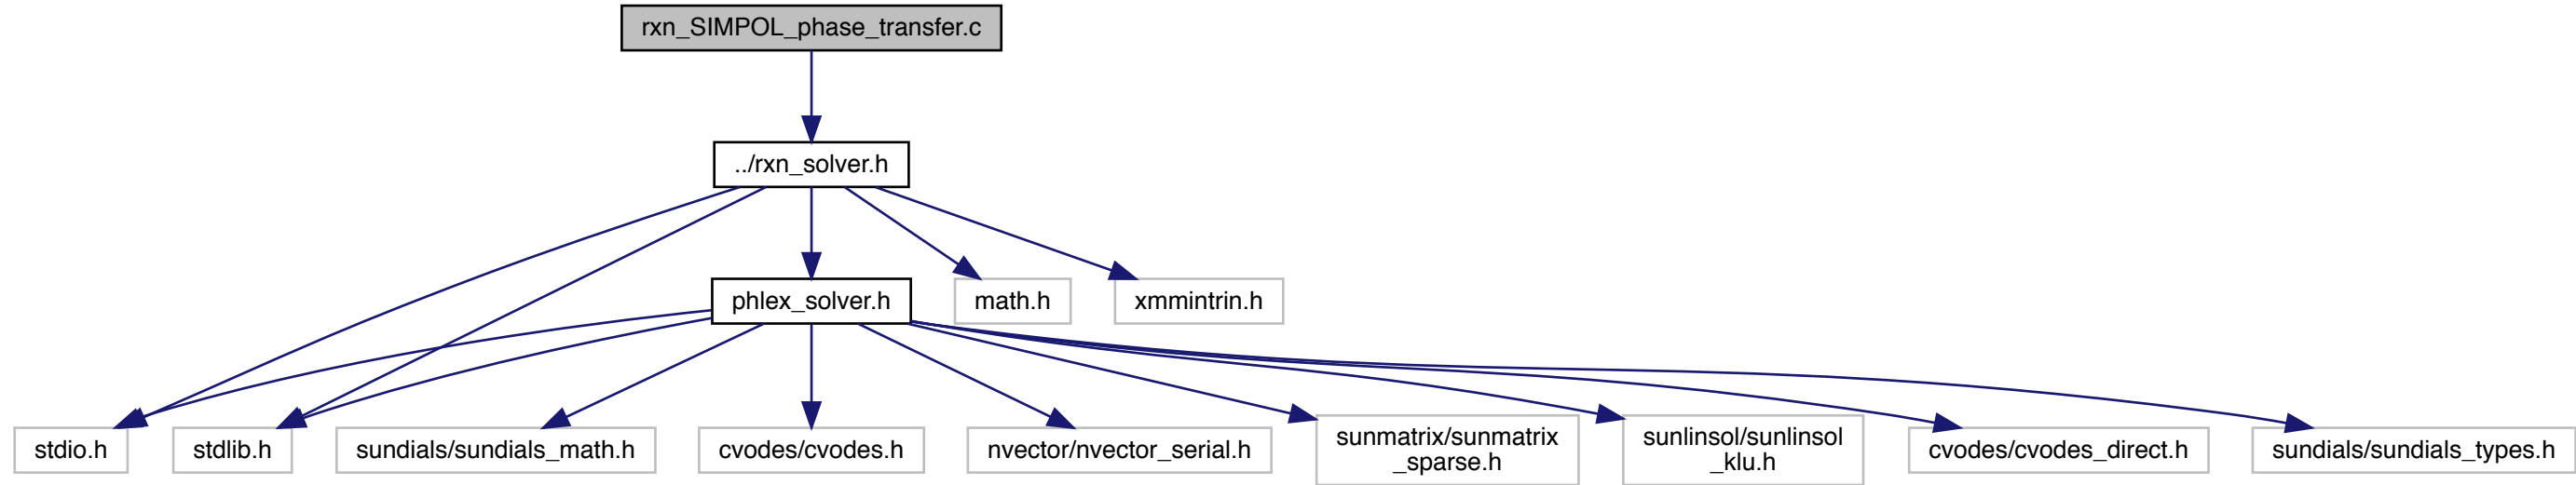 rxn_SIMPOL_phase_transfer.c
../rxn_solver.h
phlex_solver.h
math.h
xmmintrin.h
stdio.h
stdlib.h
sundials/sundials_math.h
cvodes/cvodes.h
nvector/nvector_serial.h
sunmatrix/sunmatrix
_sparse.h
sunlinsol/sunlinsol
_klu.h
cvodes/cvodes_direct.h
sundials/sundials_types.h